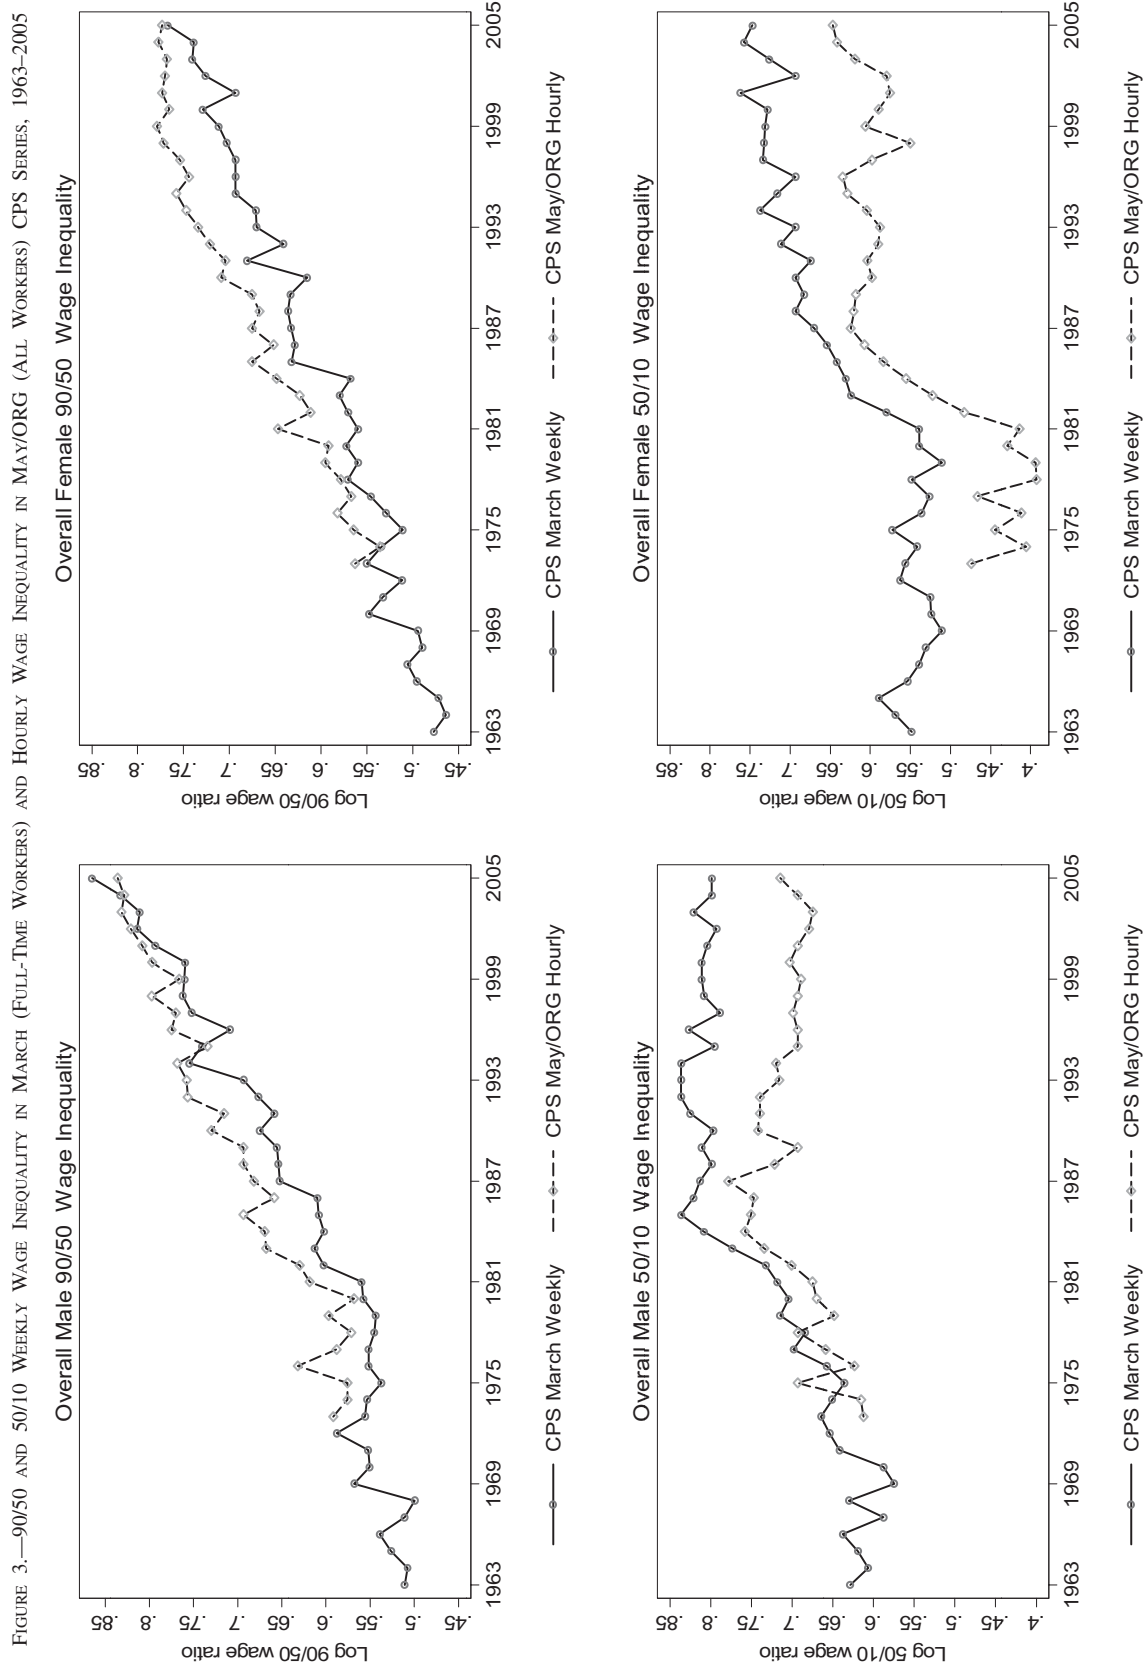 FIGURE 3.—90/50 AND 50/10 WEEKLY WAGE INEQUALITY IN MARCH (FULL-TIME WORKERS) AND HOURLY WAGE INEQUALITY IN MAY/ORG (ALL WORKERS) CPS SERIES, 1963–2005
Overall Male 90/50 Wage Inequality
Log 90/50 wage ratio
.85
.8
.75
.7
.65
.6
.55
.5
.45
1963 1969 1975 1981 1987 1993 1999 2005
CPS March Weekly CPS May/ORG Hourly
Overall Female 90/50 Wage Inequality
Log 90/50 wage ratio
.85
.8
.75
.7
.65
.6
.55
.5
.45
1963 1969 1975 1981 1987 1993 1999 2005
CPS March Weekly CPS May/ORG Hourly
Overall Male 50/10 Wage Inequality
Log 50/10 wage ratio
.85
.8
.75
.7
.65
.6
.55
.5
.45
.4
1963 1969 1975 1981 1987 1993 1999 2005
CPS March Weekly CPS May/ORG Hourly
Overall Female 50/10 Wage Inequality
Log 50/10 wage ratio
.85
.8
.75
.7
.65
.6
.55
.5
.45
.4
1963 1969 1975 1981 1987 1993 1999 2005
CPS March Weekly CPS May/ORG Hourly